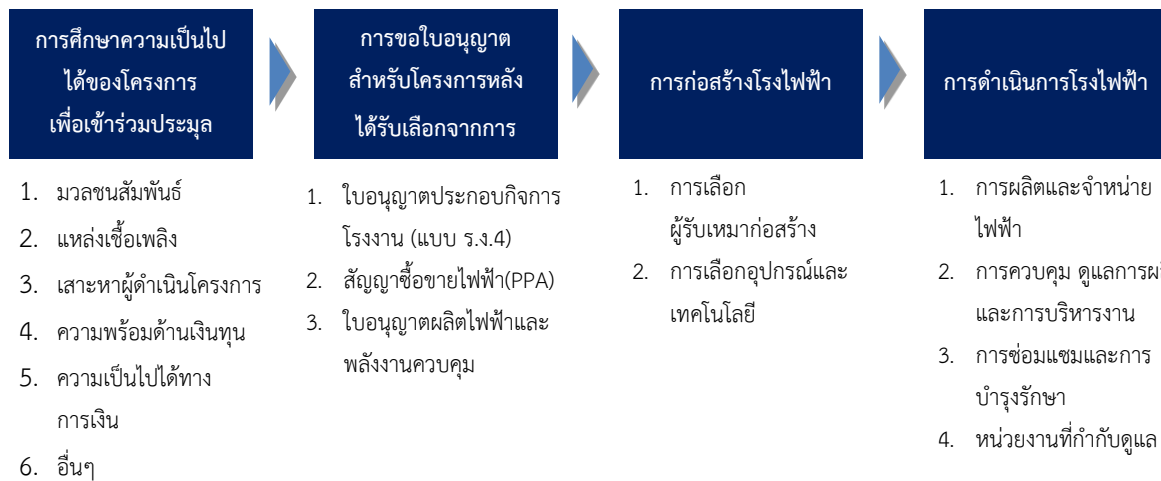 การศึกษาความเป็นไป
ได้ของโครงการ
เพื่อเข้าร่วมประมูล
1. มวลชนสัมพันธ์
2. แหล่งเชื้อเพลิง
3. เสาะหาผู้ดำเนินโครงการ
4. ความพร้อมด้านเงินทุน
5. ความเป็นไปได้ทาง
การเงิน
6. อื่นๆ
การขอใบอนุญาต
สำหรับโครงการหลัง
ได้รับเลือกจากการ
1. ใบอนุญาตประกอบกิจการ
โรงงาน (แบบ ร.ง.4)
2. สัญญาซื้อขายไฟฟ้า(PPA)
3. ใบอนุญาตผลิตไฟฟ้าและ
พลังงานควบคุม
การก่อสร้างโรงไฟฟ้า
1. การเลือก
ผู้รับเหมาก่อสร้าง
2. การเลือกอุปกรณ์และ
เทคโนโลยี
การดำเนินการโรงไฟฟ้า
1. การผลิตและจำหน่าย
ไฟฟ้า
2. การควบคุม ดูแลการ
และการบริหารงาน
3. การซ่อมแซมและการ
บำรุงรักษา
4. หน่วยงานที่กำกับดูแล